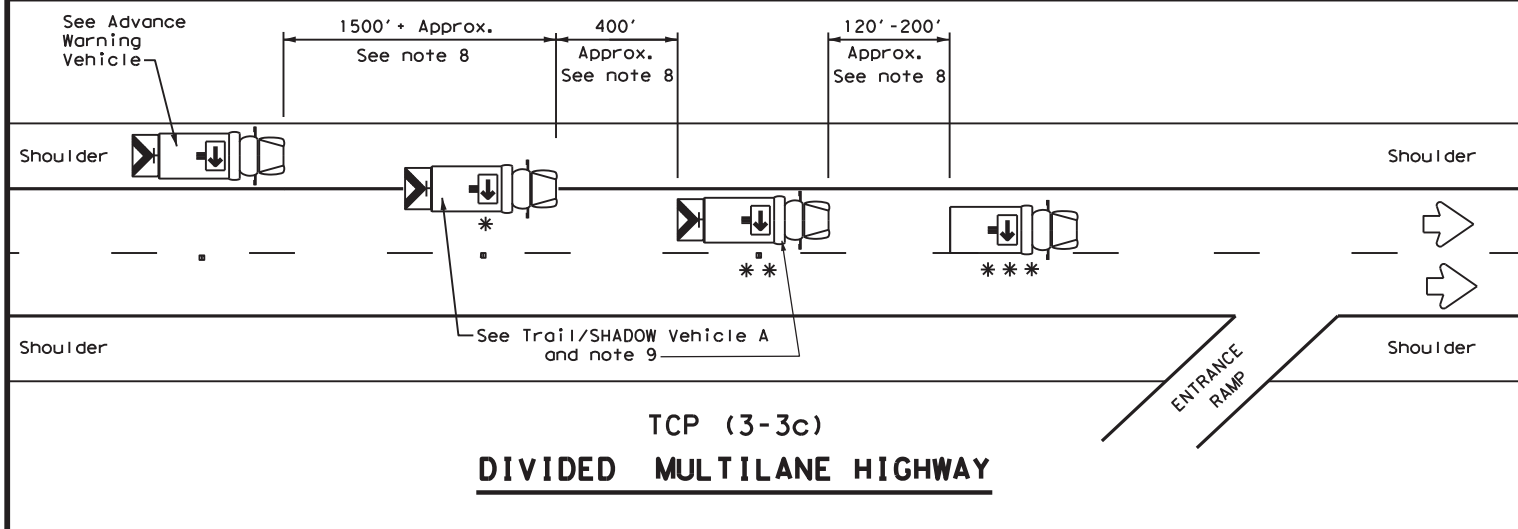 See Advance
Warning
Vehicle
1500'+ Approx.
See note 8
400'
Approx.
See note 8
120'-200'
Approx.
See note 8
Shoulder
Shoulder
*
* *
* * *
See Trail/SHADOW Vehicle A
and note 9
Shoulder
Shoulder
ENTRANCE
RAMP
TCP (3-3c)
DIVIDED MULTILANE HIGHWAY